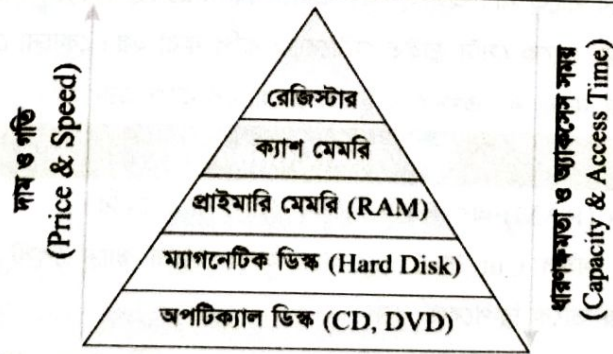 দাম ও গতি
(Price & Speed)
রেজিস্টার
ক্যাশ মেমরি
প্রাইমারি মেমরি (RAM)
ম্যাগনেটিক ডিস্ক (Hard Disk)
অপটিক্যাল ডিস্ক (CD, DVD)
ধারণক্ষমতা ও অ্যাকসেস সময়
(Capacity & Access Time)